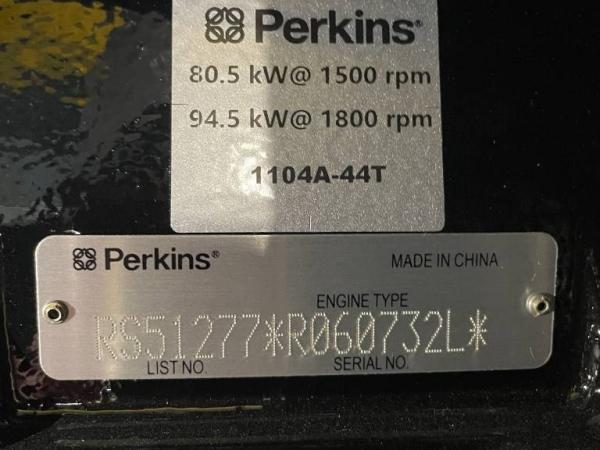 Perkins®
80.5 kW@ 1500 rpm
94.5 kW@ 1800 rpm
1104A-44T
Perkins®
MADE IN CHINA
ENGINE TYPE
RS51277*R060732L*
LIST NO. SERIAL NO.